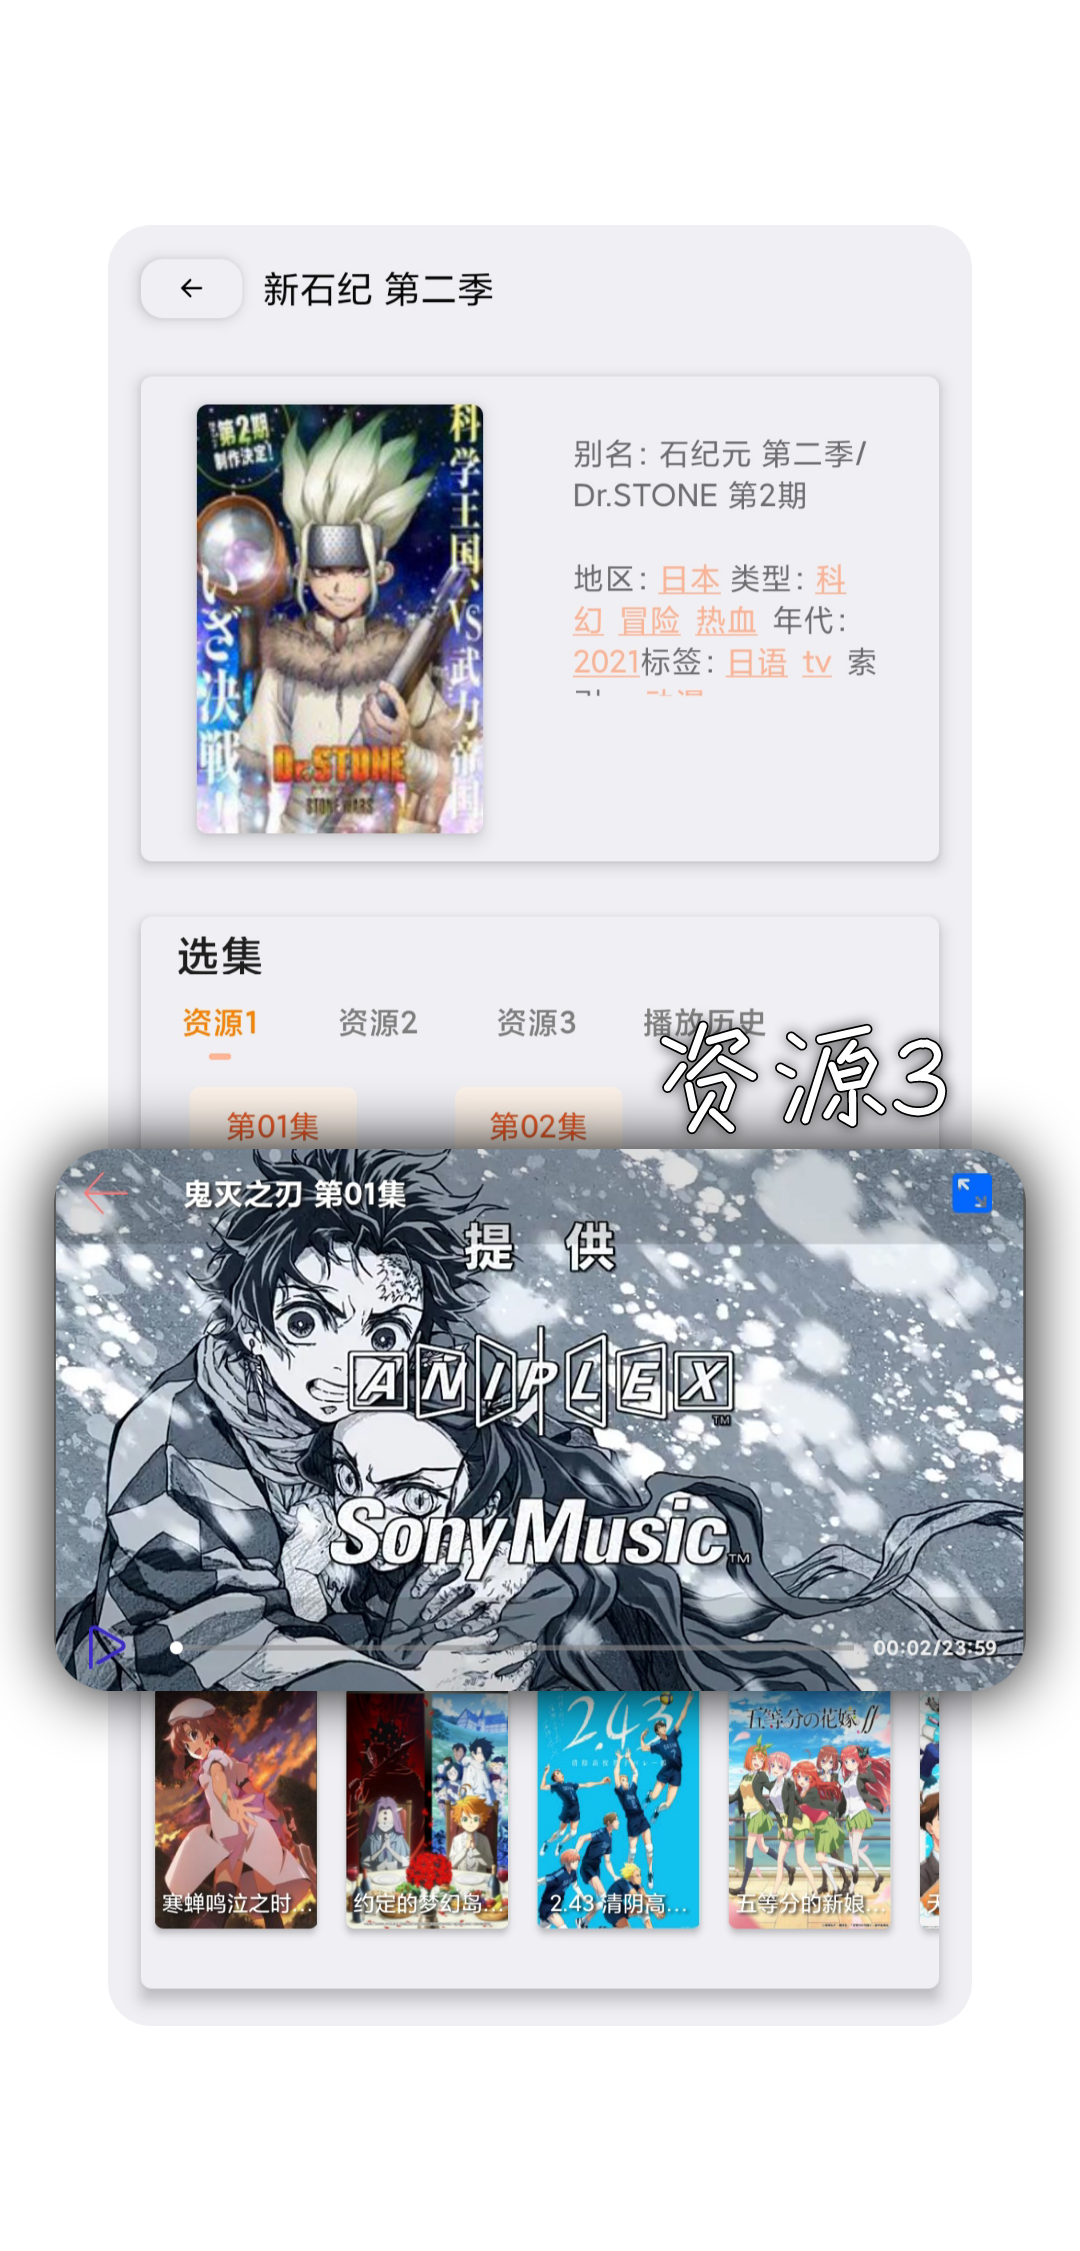 新石纪 第二季
第2期
制作決定!
科学王国、VS武力帝国
いざ決戦!
Dr.STONE
STONE WARS
别名：石纪元 第二季/
Dr.STONE 第2期
地区：日本 类型：科
幻 冒险 热血 年代：
2021标签：日语 tv 索
选集
资源1 资源2 资源3 播放历史
资源3
第01集 第02集
鬼灭之刃 第01集
提 供
ANIPLEX TM
SonyMusic TM
00:02/23:59
2.43
五等分の花嫁
寒蝉鸣泣之时... 约定的梦幻岛... 2.43 清阴高... 五等分的新娘...